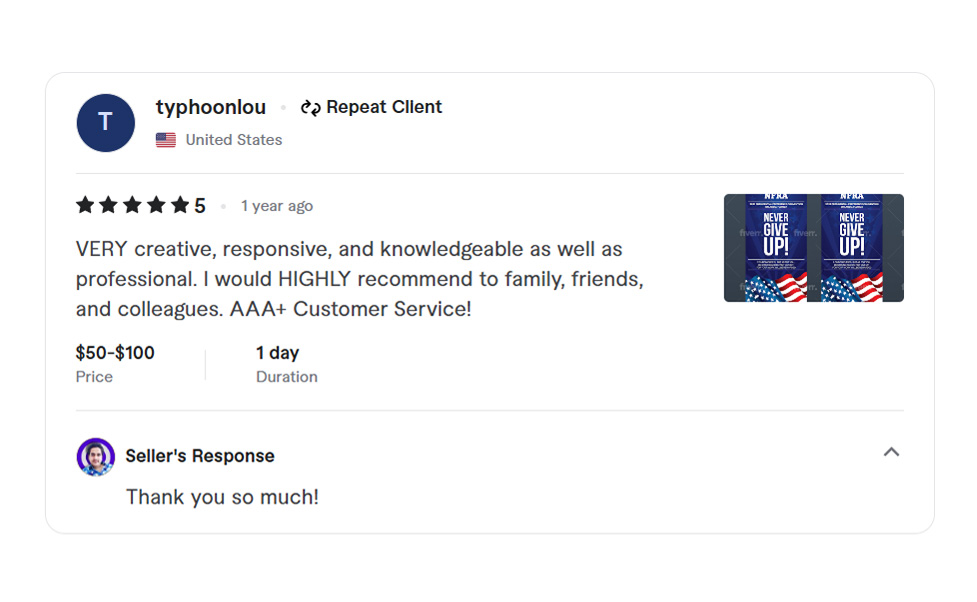 T
typhoonlou
Repeat Client
United States
5
1 year ago
VERY creative, responsive, and knowledgeable as well as
professional. I would HIGHLY recommend to family, friends,
and colleagues. AAA+ Customer Service!
NFRA
NEVER
GIVE
UP!
fiverr.
NFRA
NEVER
GIVE
UP!
fiverr.
$50-$100
Price
1 day
Duration
Seller's Response
Thank you so much!